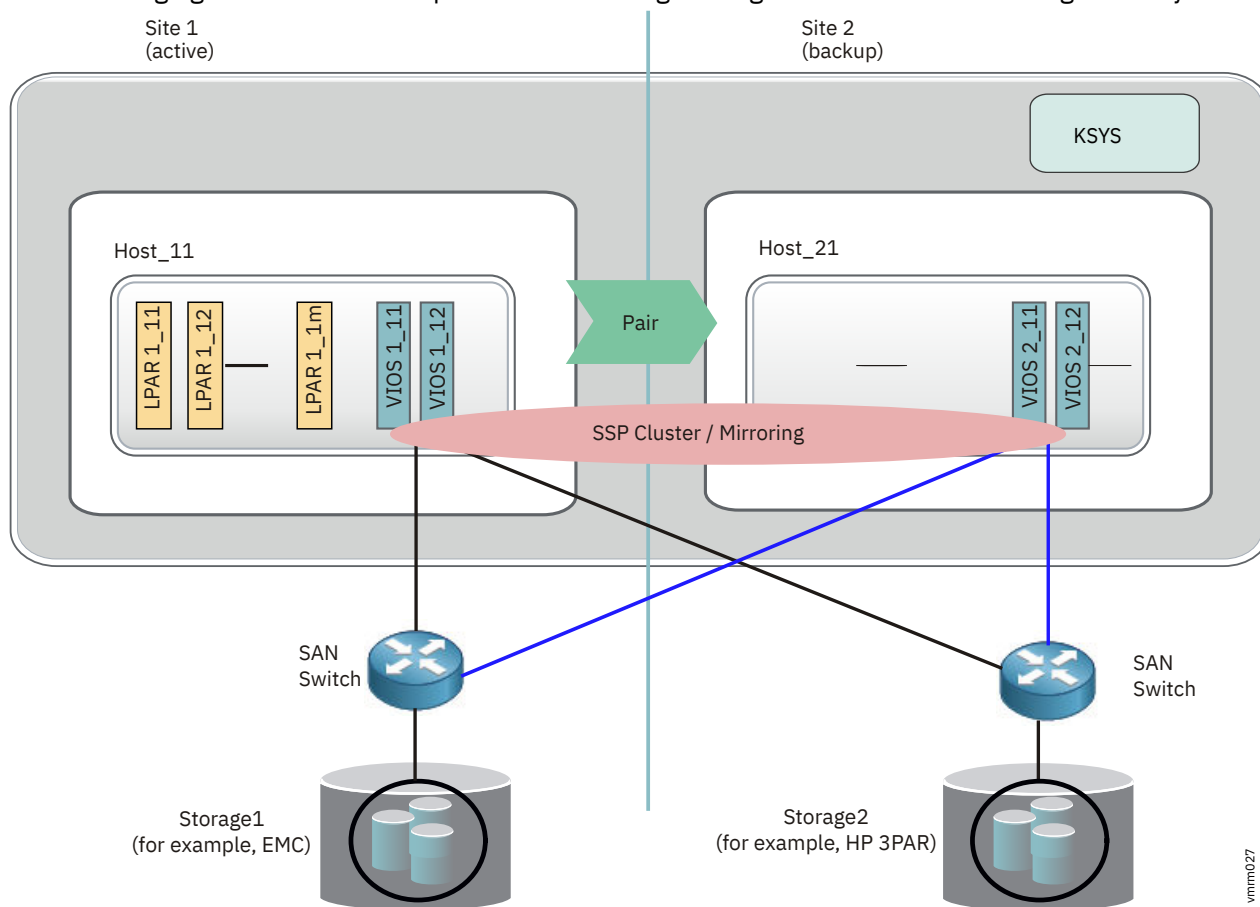 Site 1
(active)
Site 2
(backup)
KSYS
Host_11
Host_21
LPAR 1_11
LPAR 1_12
LPAR 1_1m
VIOS 1_11
VIOS 1_12
Pair
VIOS 2_11
VIOS 2_12
SSP Cluster / Mirroring
SAN
Switch
SAN
Switch
Storage1
(for example, EMC)
Storage2
(for example, HP 3PAR)
vmrm027